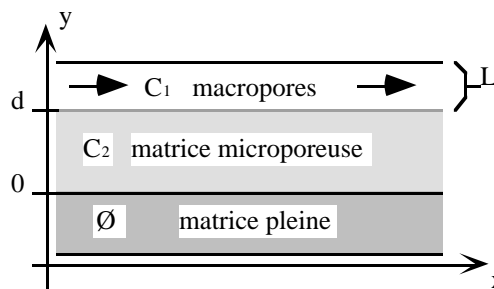 y
L
C1 macropores
d
C2 matrice microporeuse
0
Ø matrice pleine
x